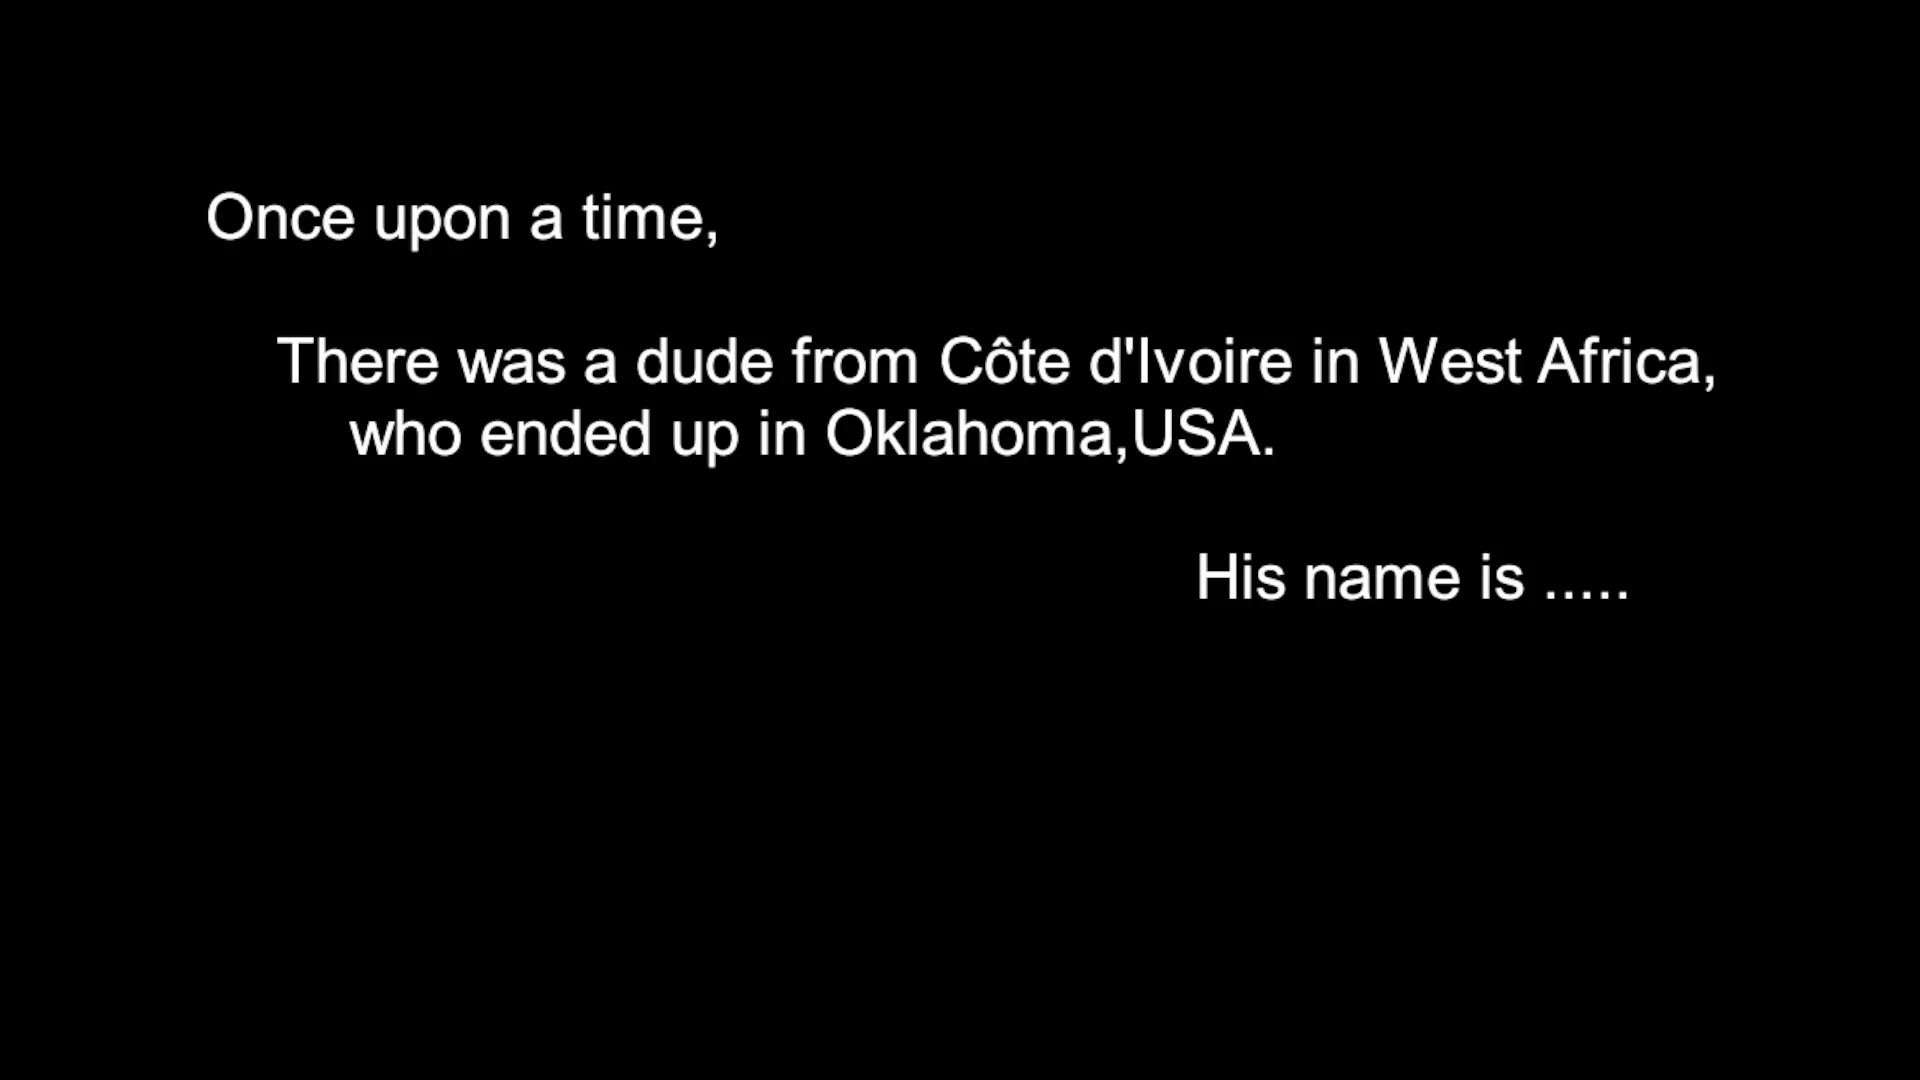 Once upon a time,
There was a dude from Côte d'Ivoire in West Africa,
who ended up in Oklahoma,USA.
His name is .....